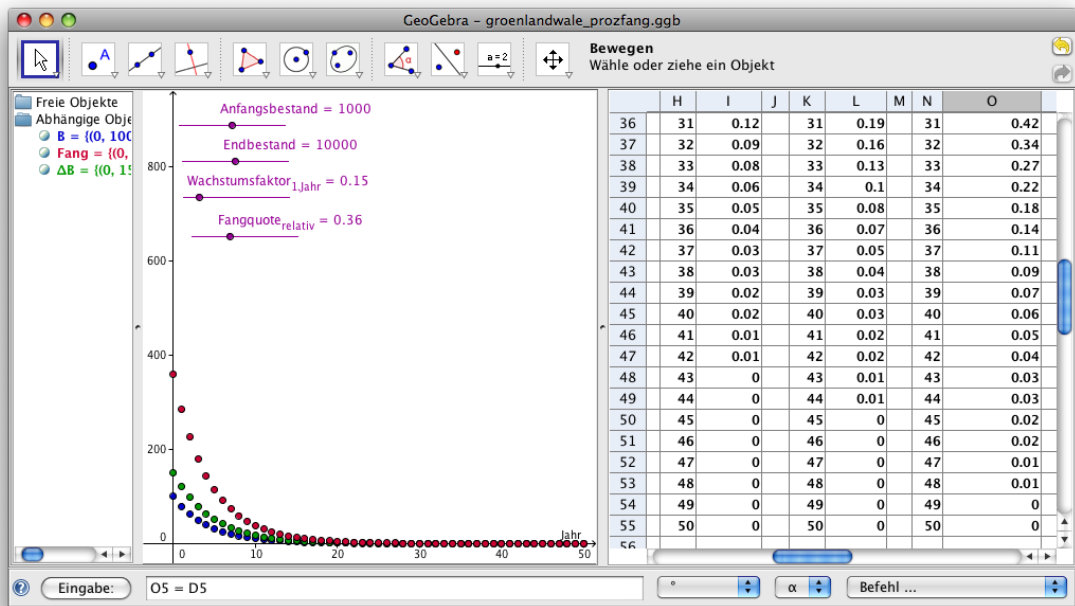 GeoGebra – groenlandwale_prozfang.ggb
A
α
a = 2
Bewegen
Wähle oder ziehe ein Objekt
Freie Objekte
Abhängige Obje
B = {(0, 100
Fang = {(0,
ΔB = {(0, 15
Anfangsbestand = 1000
Endbestand = 10000
Wachstumsfaktor1,Jahr = 0.15
Fangquoterelativ = 0.36
800
600
400
200
0
0 10 20 30 40 50
Jahr
H I J K L M N O
36 31 0.12 31 0.19 31 0.42
37 32 0.09 32 0.16 32 0.34
38 33 0.08 33 0.13 33 0.27
39 34 0.06 34 0.1 34 0.22
40 35 0.05 35 0.08 35 0.18
41 36 0.04 36 0.07 36 0.14
42 37 0.03 37 0.05 37 0.11
43 38 0.03 38 0.04 38 0.09
44 39 0.02 39 0.03 39 0.07
45 40 0.02 40 0.03 40 0.06
46 41 0.01 41 0.02 41 0.05
47 42 0.01 42 0.02 42 0.04
48 43 0 43 0.01 43 0.03
49 44 0 44 0.01 44 0.03
50 45 0 45 0 45 0.02
51 46 0 46 0 46 0.02
52 47 0 47 0 47 0.01
53 48 0 48 0 48 0.01
54 49 0 49 0 49 0
55 50 0 50 0 50 0
56
? Eingabe: O5 = D5 ° α Befehl ...